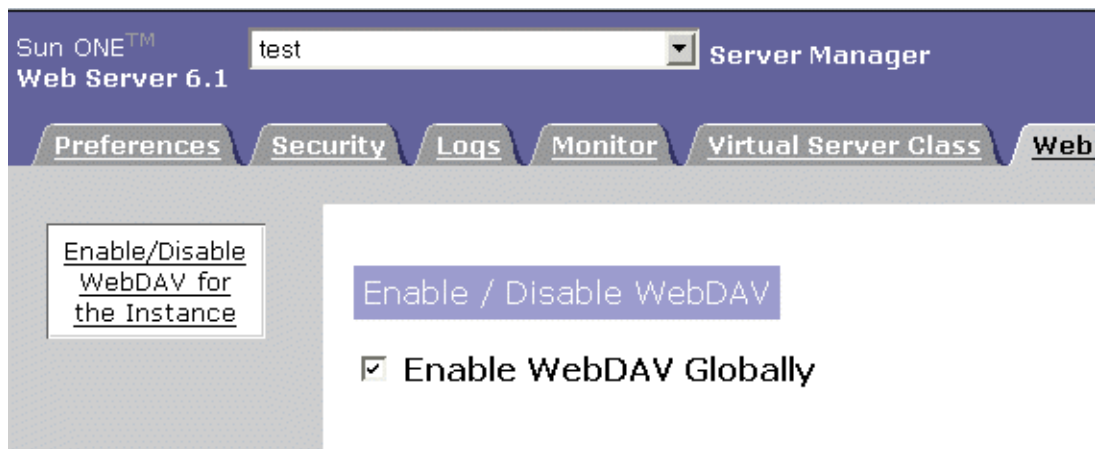 Sun ONE™
Web Server 6.1
test
Server Manager
Preferences Security Logs Monitor Virtual Server Class Web
Enable/Disable
WebDAV for
the Instance
Enable / Disable WebDAV
Enable WebDAV Globally